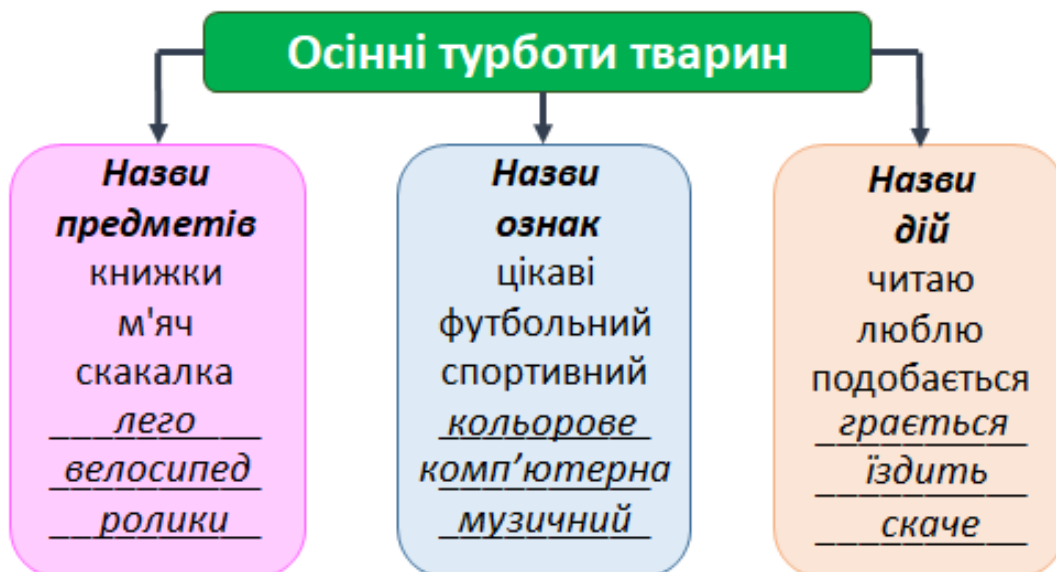 Осінні турботи тварин
Назви
предметів
книжки
м'яч
скакалка
лего
велосипед
ролики
Назви
ознак
цікаві
футбольний
спортивний
кольорове
комп’ютерна
музичний
Назви
дій
читаю
люблю
подобається
грається
їздить
скаче